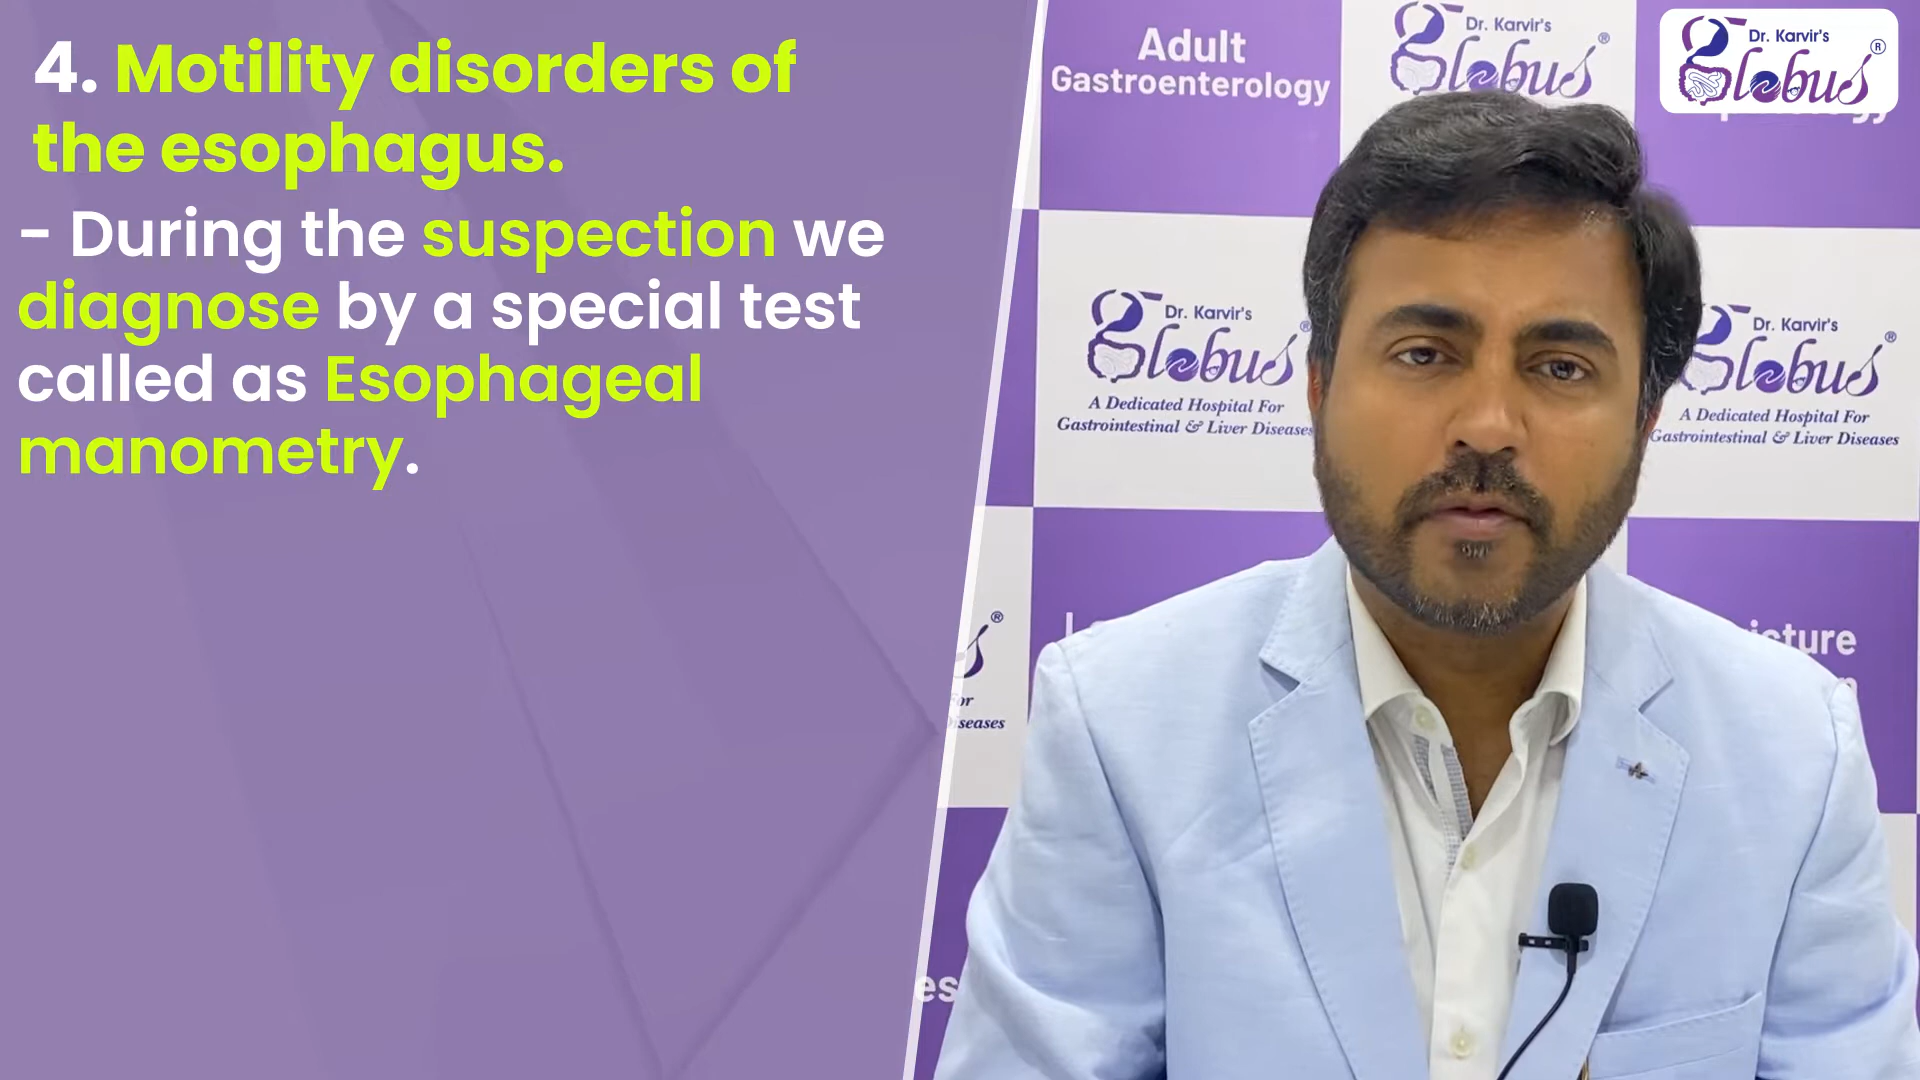 4. Motility disorders of
the esophagus.
- During the suspection we
diagnose by a special test
called as Esophageal
manometry.
Adult
Gastroenterology
Dr. Karvir's
Globus®
Dr. Karvir's
Globus®
Dr. Karvir's
Globus®
A Dedicated Hospital For
Gastrointestinal & Liver Diseases
Dr. Karvir's
Globus®
A Dedicated Hospital For
Gastrointestinal & Liver Diseases
®
For